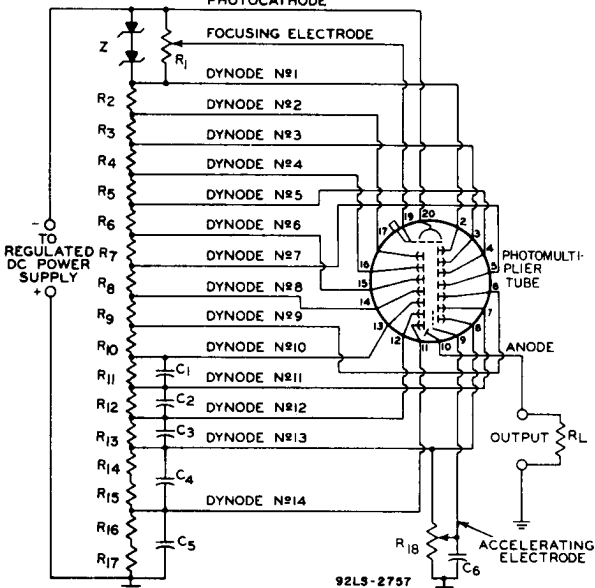 PHOTOCATHODE
FOCUSING ELECTRODE
Z
R1
DYNODE Nº1
R2
DYNODE Nº2
R3
DYNODE Nº3
R4
DYNODE Nº4
R5
DYNODE Nº5
R6
DYNODE Nº6
R7
DYNODE Nº7
R8
DYNODE Nº8
R9
DYNODE Nº9
R10
DYNODE Nº10
R11
C1
DYNODE Nº11
R12
C2
DYNODE Nº12
R13
C3
DYNODE Nº13
R14
C4
R15
DYNODE Nº14
R16
C5
R17
-
TO
REGULATED
DC POWER
SUPPLY
+
17
19
20
2
3
4
5
6
7
8
9
10
11
12
13
14
15
16
PHOTOMULTI-
PLIER
TUBE
ANODE
OUTPUT
RL
R18
C6
ACCELERATING
ELECTRODE
92LS-2757